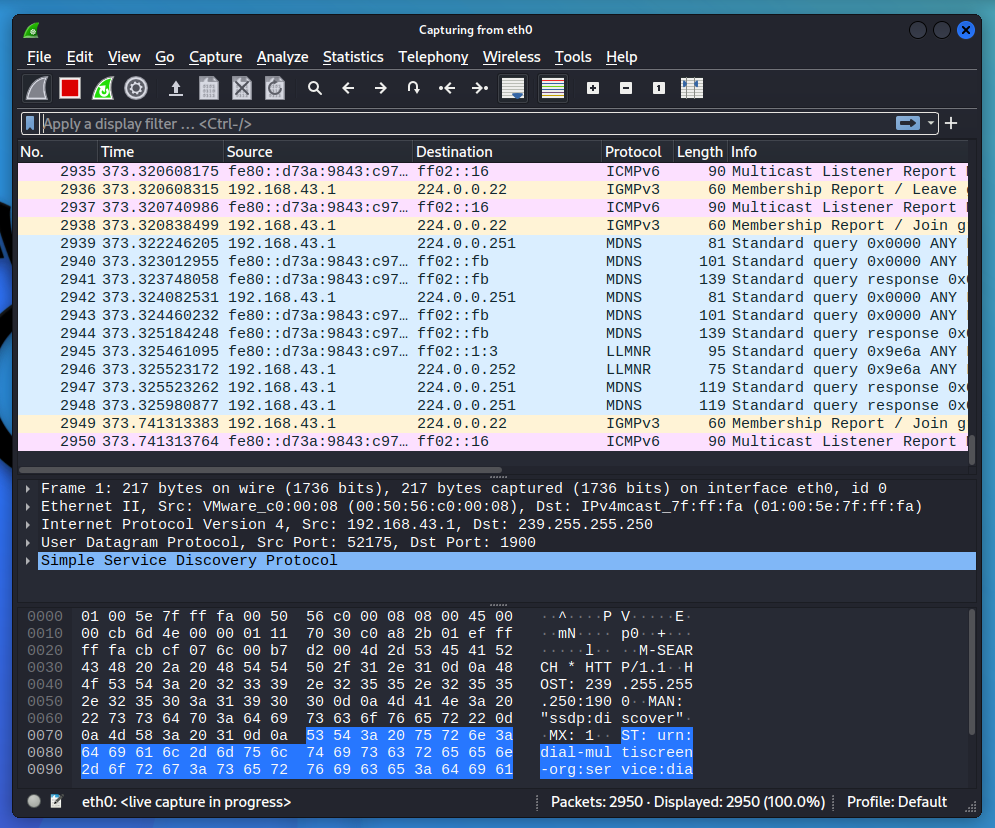 Capturing from eth0
File Edit View Go Capture Analyze Statistics Telephony Wireless Tools Help
Apply a display filter … <Ctrl-/>
No. Time Source Destination Protocol Length Info
2935 373.320608175 fe80::d73a:9843:c97… ff02::16 ICMPv6 90 Multicast Listener Report
2936 373.320608315 192.168.43.1 224.0.0.22 IGMPv3 60 Membership Report / Leave
2937 373.320740986 fe80::d73a:9843:c97… ff02::16 ICMPv6 90 Multicast Listener Report
2938 373.320838499 192.168.43.1 224.0.0.22 IGMPv3 60 Membership Report / Join g
2939 373.322246205 192.168.43.1 224.0.0.251 MDNS 81 Standard query 0x0000 ANY
2940 373.323012955 fe80::d73a:9843:c97… ff02::fb MDNS 101 Standard query 0x0000 ANY
2941 373.323748058 fe80::d73a:9843:c97… ff02::fb MDNS 139 Standard query response 0x
2942 373.324082531 192.168.43.1 224.0.0.251 MDNS 81 Standard query 0x0000 ANY
2943 373.324460232 fe80::d73a:9843:c97… ff02::fb MDNS 101 Standard query 0x0000 ANY
2944 373.325184248 fe80::d73a:9843:c97… ff02::fb MDNS 139 Standard query response 0x
2945 373.325461095 fe80::d73a:9843:c97… ff02::1:3 LLMNR 95 Standard query 0x9e6a ANY
2946 373.325523172 192.168.43.1 224.0.0.252 LLMNR 75 Standard query 0x9e6a ANY
2947 373.325523262 192.168.43.1 224.0.0.251 MDNS 119 Standard query response 0x
2948 373.325980877 192.168.43.1 224.0.0.251 MDNS 119 Standard query response 0x
2949 373.741313383 192.168.43.1 224.0.0.22 IGMPv3 60 Membership Report / Join g
2950 373.741313764 fe80::d73a:9843:c97… ff02::16 ICMPv6 90 Multicast Listener Report
Frame 1: 217 bytes on wire (1736 bits), 217 bytes captured (1736 bits) on interface eth0, id 0
Ethernet II, Src: VMware_c0:00:08 (00:50:56:c0:00:08), Dst: IPv4mcast_7f:ff:fa (01:00:5e:7f:ff:fa)
Internet Protocol Version 4, Src: 192.168.43.1, Dst: 239.255.255.250
User Datagram Protocol, Src Port: 52175, Dst Port: 1900
Simple Service Discovery Protocol
0000 01 00 5e 7f ff fa 00 50 56 c0 00 08 08 00 45 00 ··^····P V·····E·
0010 00 cb 6d 4e 00 00 01 11 70 30 c0 a8 2b 01 ef ff ··mN···· p0··+···
0020 ff fa cb cf 07 6c 00 b7 d2 00 4d 2d 53 45 41 52 ·····l·· ··M-SEAR
0030 43 48 20 2a 20 48 54 54 50 2f 31 2e 31 0d 0a 48 CH * HTT P/1.1··H
0040 4f 53 54 3a 20 32 33 39 2e 32 35 35 2e 32 35 35 OST: 239 .255.255
0050 2e 32 35 30 3a 31 39 30 30 0d 0a 4d 41 4e 3a 20 .250:190 0··MAN:
0060 22 73 73 64 70 3a 64 69 73 63 6f 76 65 72 22 0d "ssdp:di scover"·
0070 0a 4d 58 3a 20 31 0d 0a 53 54 3a 20 75 72 6e 3a ·MX: 1·· ST: urn:
0080 64 69 61 6c 2d 6d 75 6c 74 69 73 63 72 65 65 6e dial-mul tiscreen
0090 2d 6f 72 67 3a 73 65 72 76 69 63 65 3a 64 69 61 -org:ser vice:dia
eth0: <live capture in progress> Packets: 2950 · Displayed: 2950 (100.0%) Profile: Default